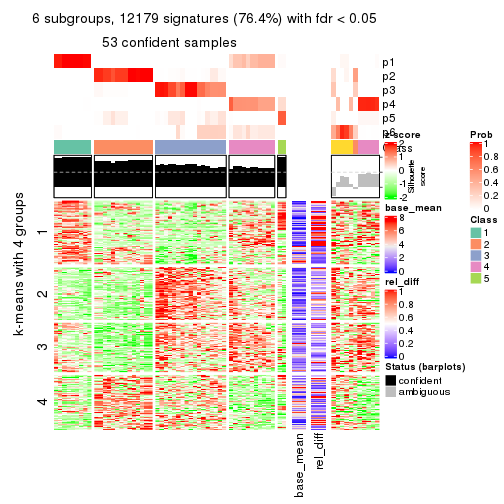 6 subgroups, 12179 signatures (76.4%) with fdr < 0.05
53 confident samples
p1
p2
p3
p4
p5
p6
Class
Silhouette
score
k-means with 4 groups
1
2
3
4
base_mean
rel_diff
z-score
2
1
0
-1
-2
base_mean
8
6
4
2
0
rel_diff
1
0.8
0.6
0.4
0.2
0
Status (barplots)
confident
ambiguous
Prob
1
0.8
0.6
0.4
0.2
0
Class
1
2
3
4
5